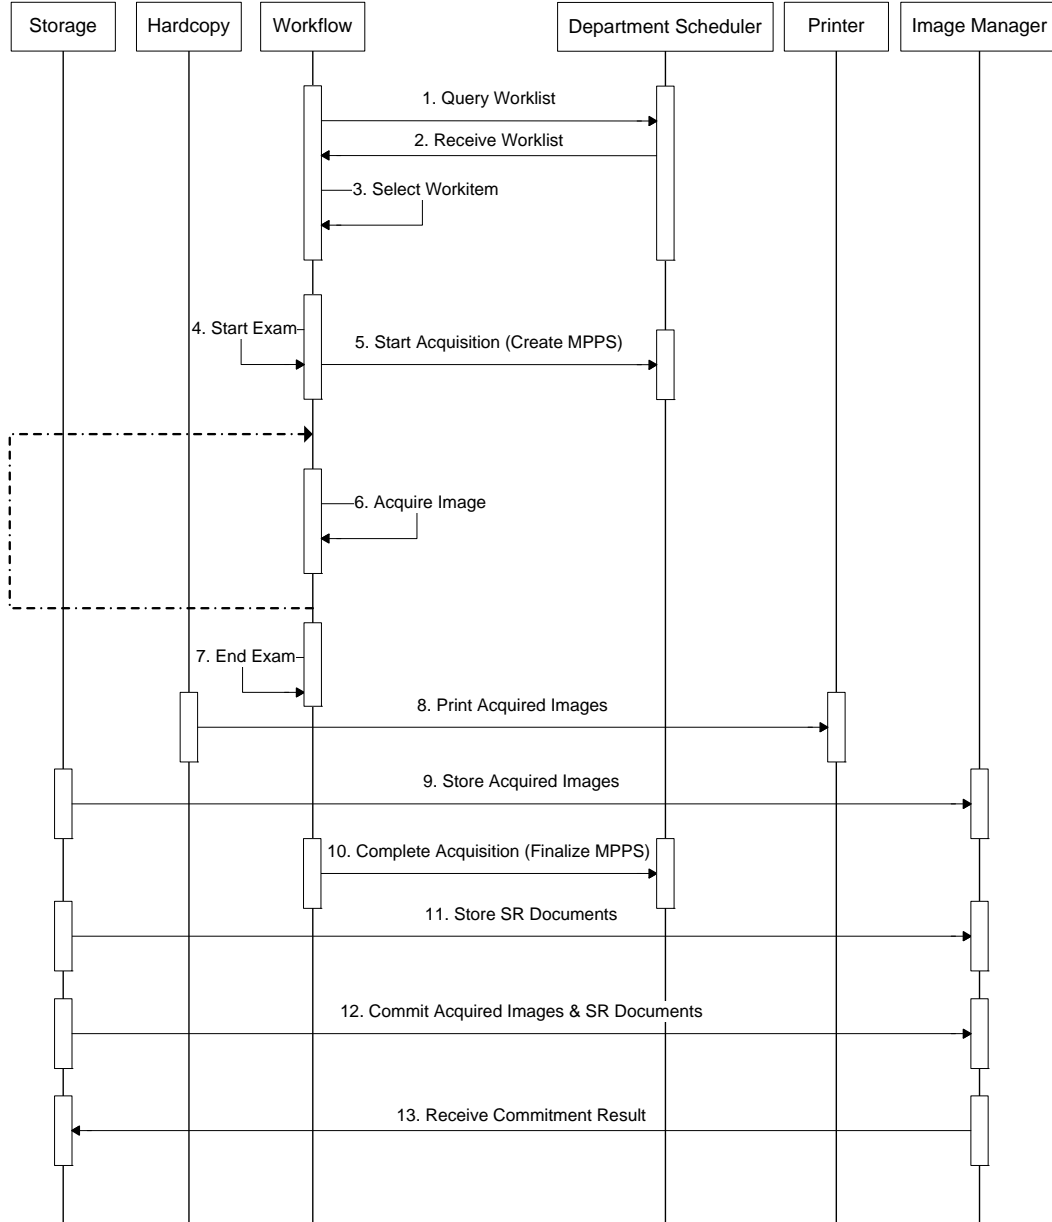 Storage
Hardcopy
Workflow
Department Scheduler
Printer
Image Manager
1. Query Worklist
2. Receive Worklist
3. Select Workitem
4. Start Exam
5. Start Acquisition (Create MPPS)
6. Acquire Image
7. End Exam
8. Print Acquired Images
9. Store Acquired Images
10. Complete Acquisition (Finalize MPPS)
11. Store SR Documents
12. Commit Acquired Images & SR Documents
13. Receive Commitment Result